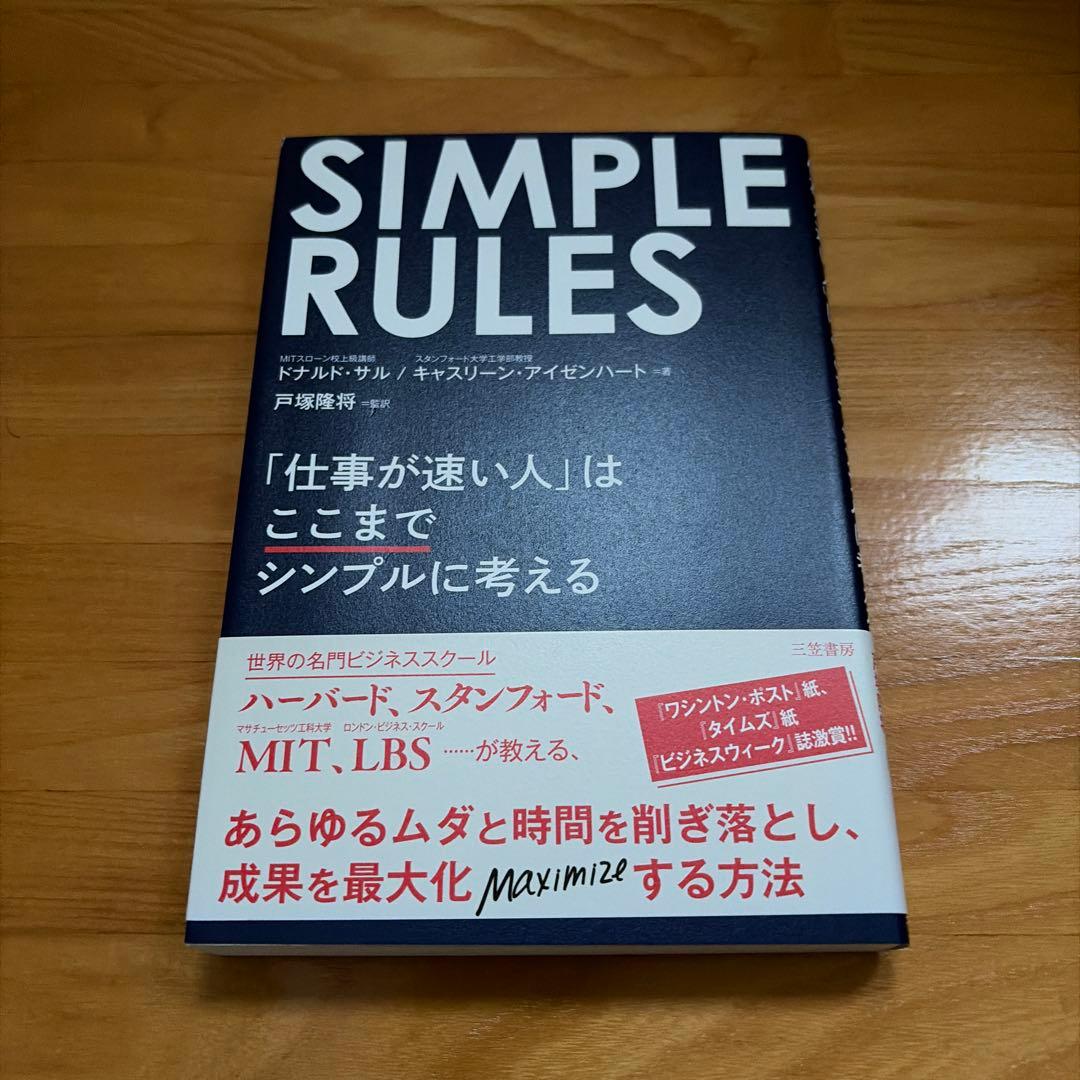 SIMPLE
RULES
MITスローン校上級講師 スタンフォード大学工学部教授
ドナルド・サル / キャスリーン・アイゼンハート =著
戸塚隆将 =監訳
「仕事が速い人」は
ここまで
シンプルに考える
三笠書房
世界の名門ビジネススクール
ハーバード、スタンフォード、
マサチューセッツ工科大学 ロンドン・ビジネス・スクール
MIT、LBS ……が教える、
『ワシントン・ポスト』紙、
『タイムズ』紙
『ビジネスウィーク』誌激賞!!
あらゆるムダと時間を削ぎ落とし、
成果を最大化 Maximize する方法